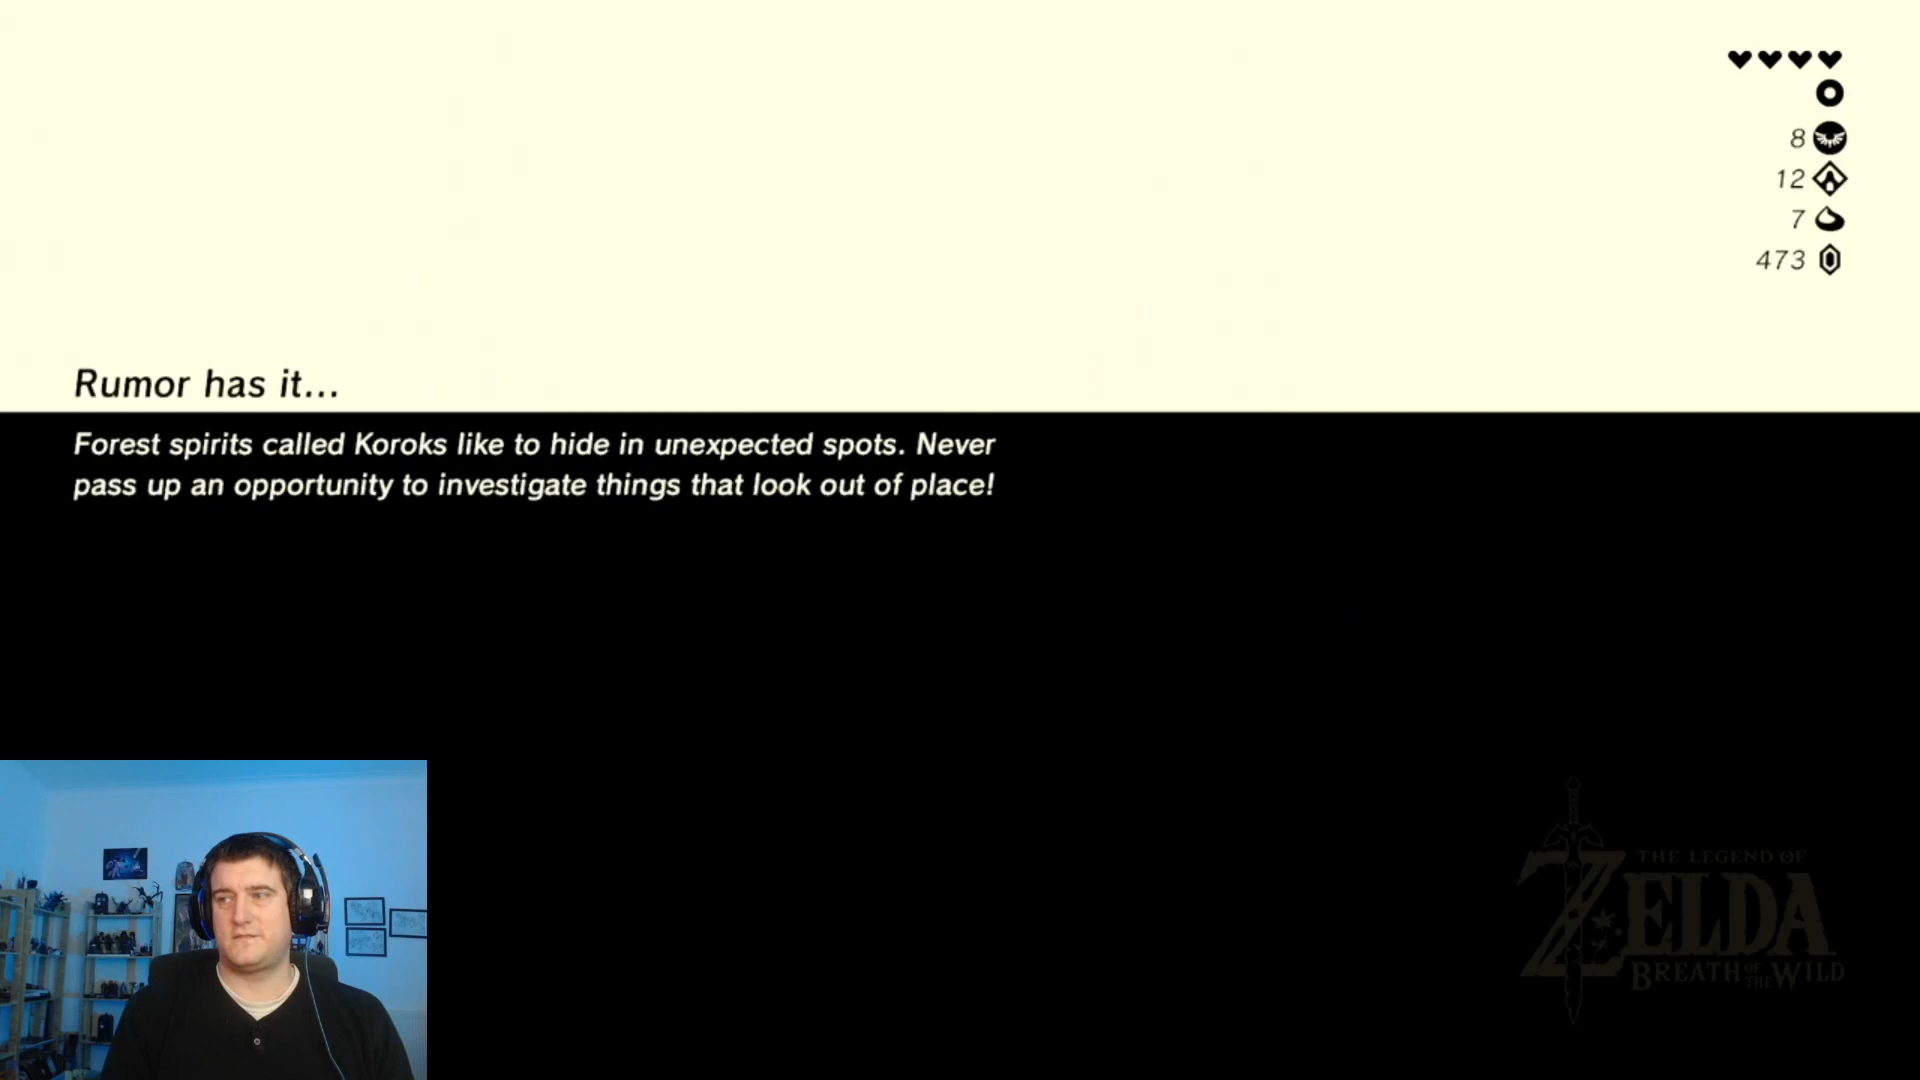 8
12
7
473
Rumor has it...
Forest spirits called Koroks like to hide in unexpected spots. Never
pass up an opportunity to investigate things that look out of place!
THE LEGEND OF
ZELDA
BREATH OF THE WILD